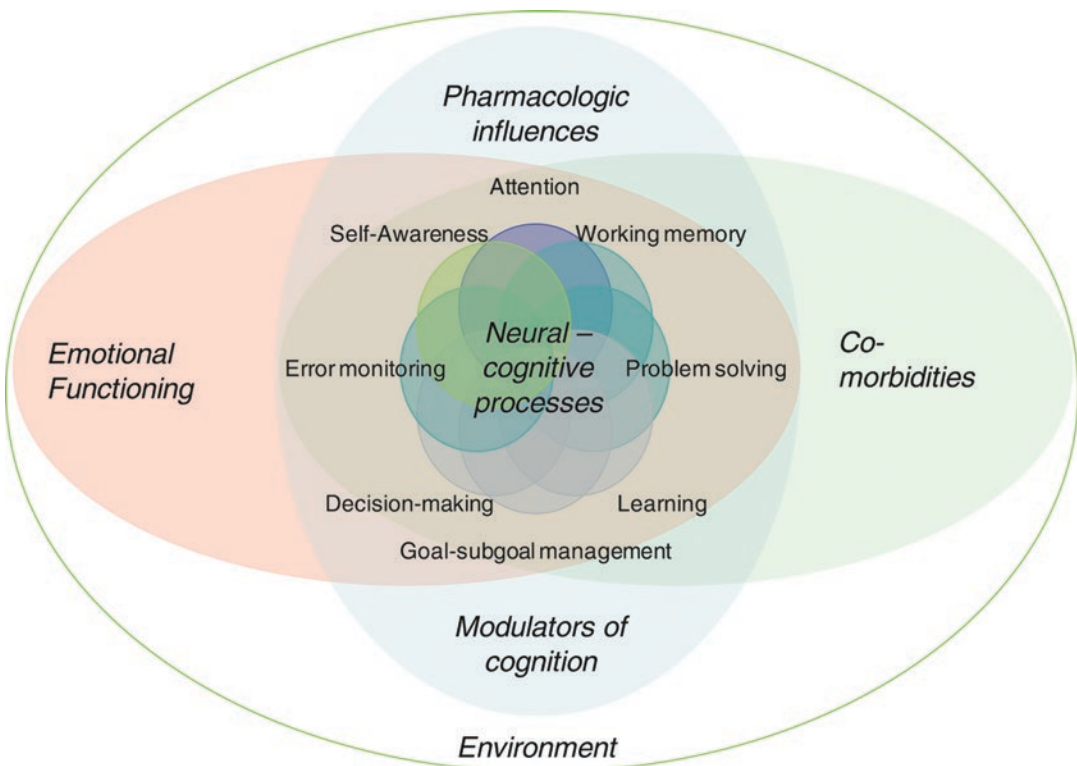 Pharmacologic
influences
Attention
Self-Awareness
Working memory
Emotional
Functioning
Error monitoring
Neural –
cognitive
processes
Problem solving
Co-
morbidities
Decision-making
Learning
Goal-subgoal management
Modulators of
cognition
Environment